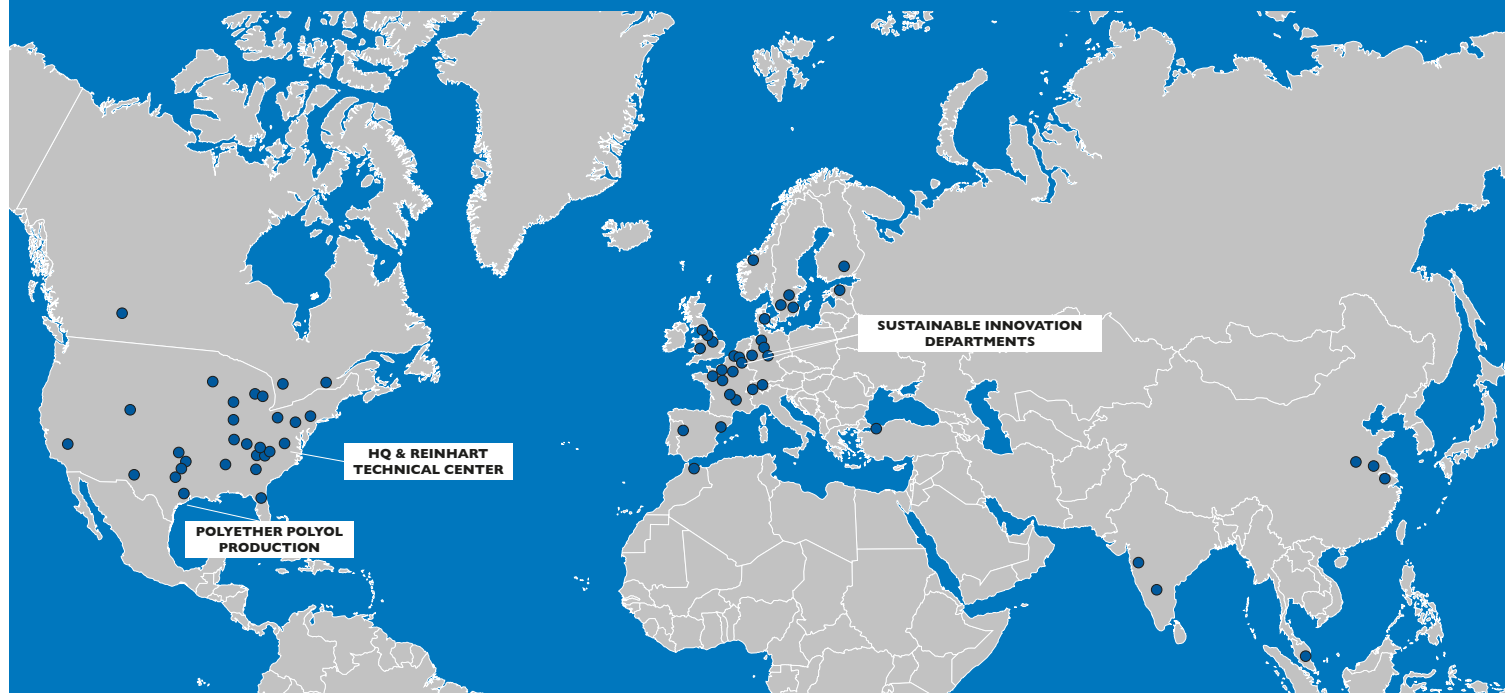 SUSTAINABLE INNOVATION
DEPARTMENTS
HQ & REINHART
TECHNICAL CENTER
POLYETHER POLYOL
PRODUCTION